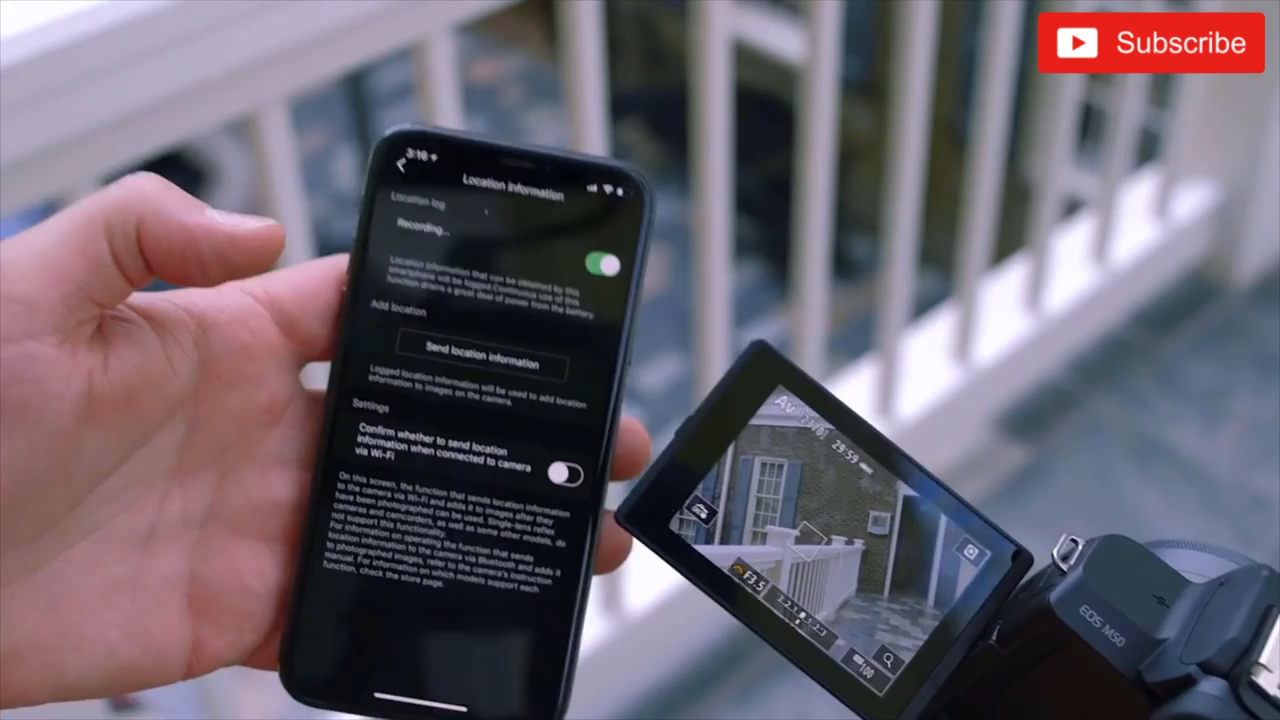 Subscribe
3:18
Location information
Location log
Recording...
Location information that can be obtained by this
smartphone will be logged.Continuous use of this
function drains a great deal of power from the battery.
Add location
Send location information
Logged location information will be used to add location
information to images on the camera.
Settings
Confirm whether to send location
information when connected to camera
via Wi-Fi
On this screen, the function that sends location information
to the camera via Wi-Fi and adds it to images after they
have been photographed can be used. Single-lens reflex
cameras and camcorders, as well as some other models, do
not support this functionality.
For information on operating the function that sends
location information to the camera via Bluetooth and adds it
to photographed images, refer to the camera's instruction
manual. For information on which models support each
function, check the store page.
Av
29:59
F3.5
100
EOS M50